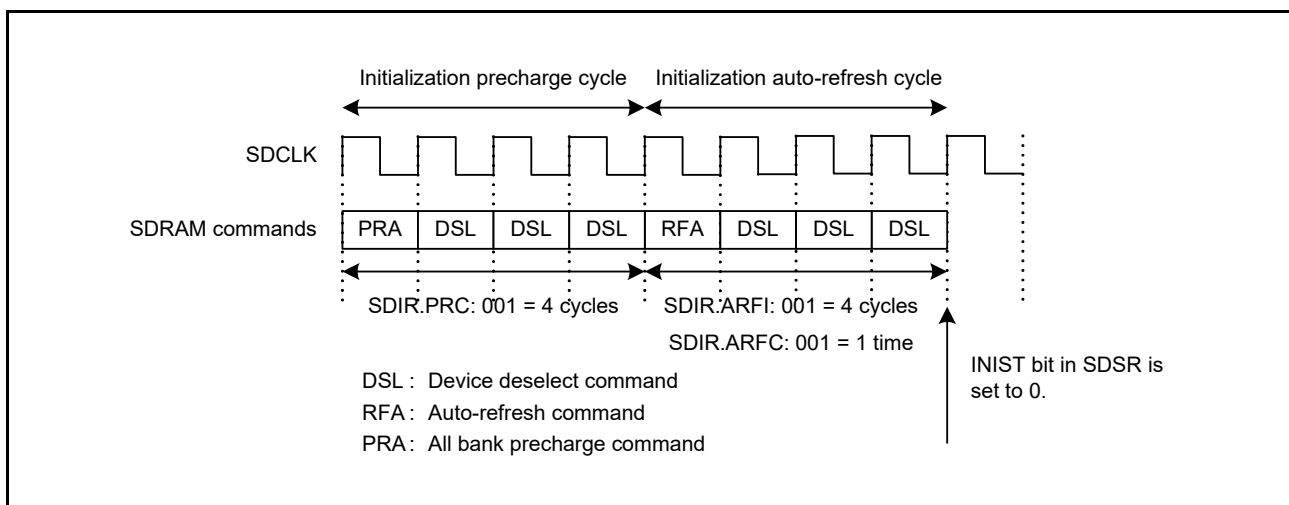 Initialization precharge cycle Initialization auto-refresh cycle
SDCLK
SDRAM commands PRA DSL DSL DSL RFA DSL DSL DSL
SDIR.PRC: 001 = 4 cycles SDIR.ARFI: 001 = 4 cycles
SDIR.ARFC: 001 = 1 time
INIST bit in SDSR is
set to 0.
DSL : Device deselect command
RFA : Auto-refresh command
PRA : All bank precharge command